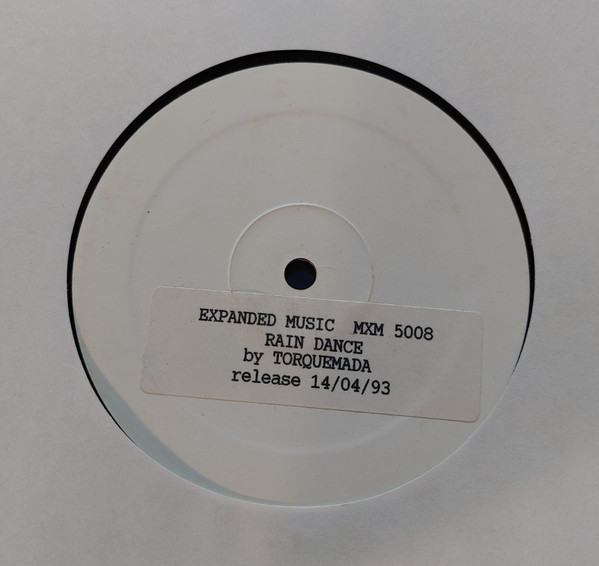 EXPANDED MUSIC MXM 5008
RAIN DANCE
by TORQUEMADA
release 14/04/93